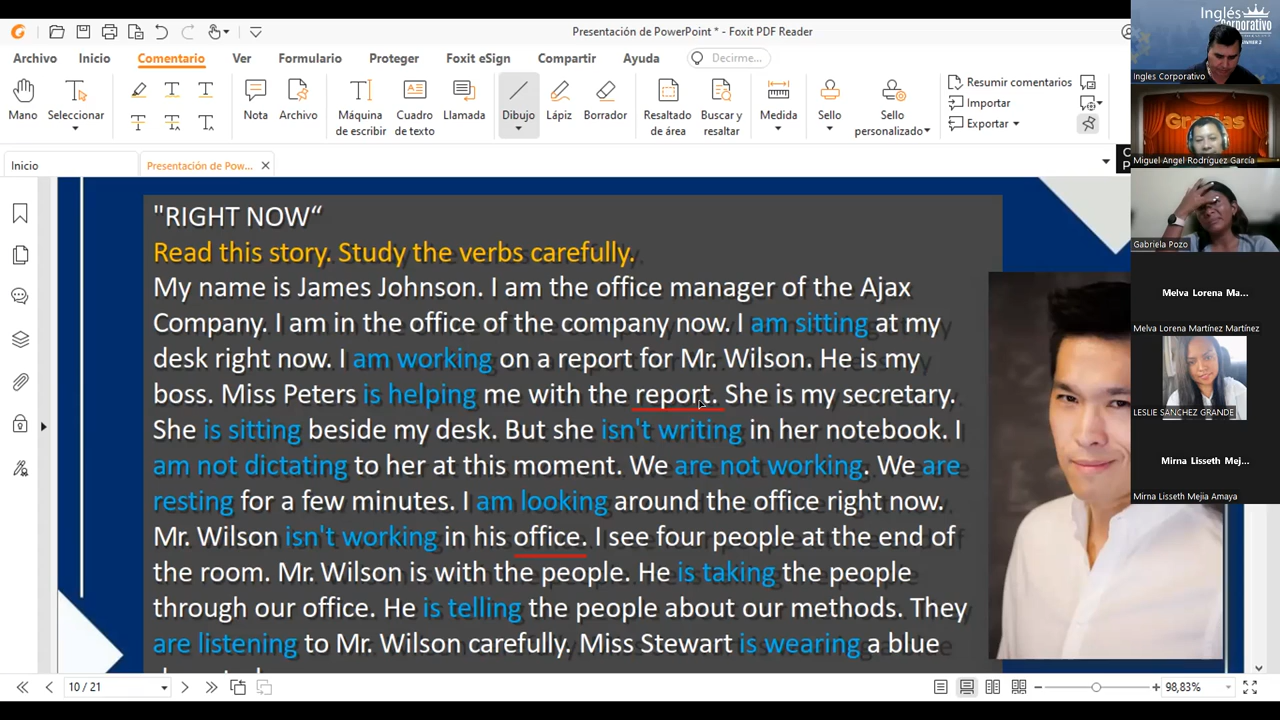 Presentación de PowerPoint * - Foxit PDF Reader
Decirme...
Archivo
Inicio
Comentario
Ver
Formulario
Proteger
Foxit eSign
Compartir
Ayuda
Mano
Seleccionar
Nota
Archivo
Máquina de escribir
Cuadro de texto
Llamada
Dibujo
Lápiz
Borrador
Resaltado de área
Buscar y resaltar
Medida
Sello
Sello personalizado
Resumir comentarios
Importar
Exportar
Inicio
Presentación de Pow...
"RIGHT NOW“
Read this story. Study the verbs carefully.
My name is James Johnson. I am the office manager of the Ajax
Company. I am in the office of the company now. I am sitting at my
desk right now. I am working on a report for Mr. Wilson. He is my
boss. Miss Peters is helping me with the report. She is my secretary.
She is sitting beside my desk. But she isn't writing in her notebook. I
am not dictating to her at this moment. We are not working. We are
resting for a few minutes. I am looking around the office right now.
Mr. Wilson isn't working in his office. I see four people at the end of
the room. Mr. Wilson is with the people. He is taking the people
through our office. He is telling the people about our methods. They
are listening to Mr. Wilson carefully. Miss Stewart is wearing a blue
10 / 21
98,83%
Inglés
Corporativo
Ingles Corporativo
Gracias
Miguel Angel Rodríguez García
Gabriela Pozo
Melva Lorena Ma...
Melva Lorena Martínez Martínez
LESLIE SANCHEZ GRANDE
Mirna Lisseth Mej...
Mirna Lisseth Mejia Amaya